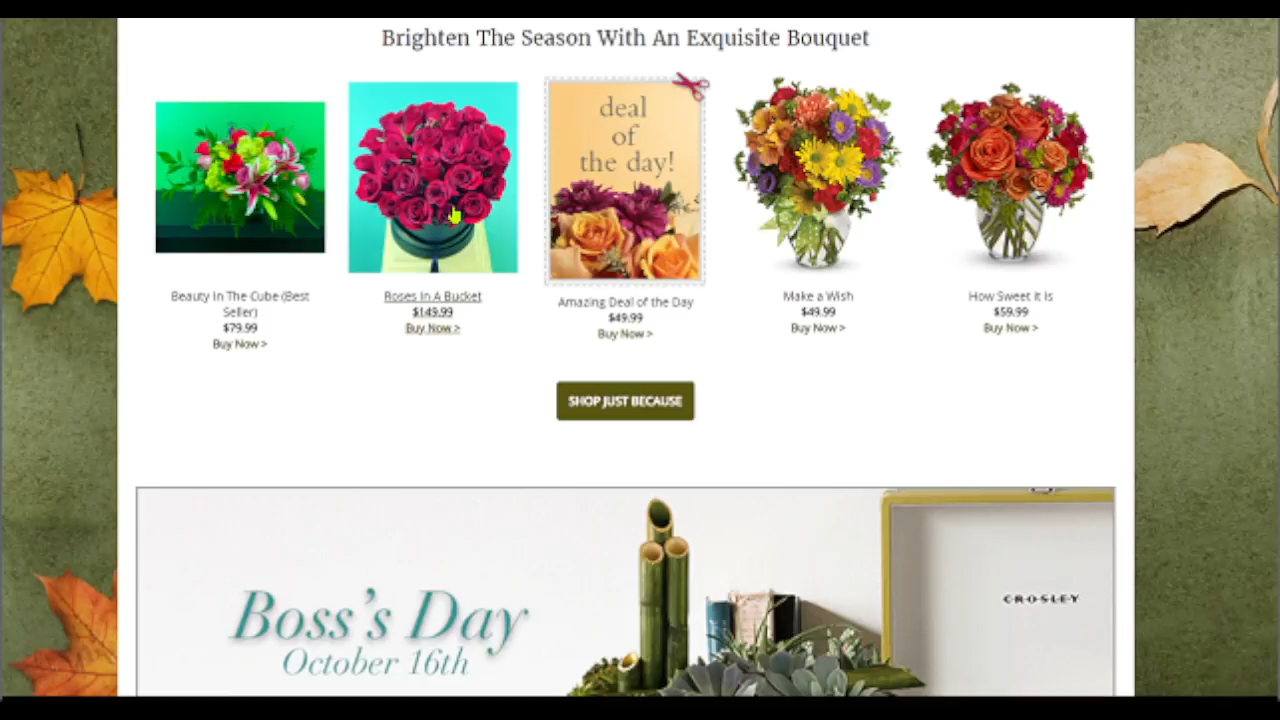 Brighten The Season With An Exquisite Bouquet
deal
of
the day!
Beauty In The Cube (Best
Seller)
$79.99
Buy Now >
Roses In A Bucket
$149.99
Buy Now >
Amazing Deal of the Day
$49.99
Buy Now >
Make a Wish
$49.99
Buy Now >
How Sweet It Is
$59.99
Buy Now >
SHOP JUST BECAUSE
Boss's Day
October 16th
CROSLEY